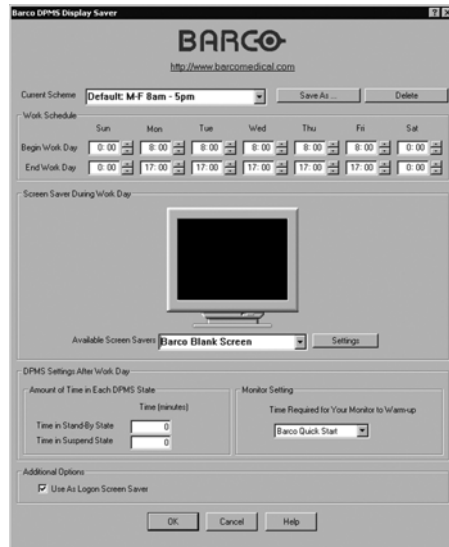 Barco DPMS Display Saver
BARCO
http://www.barcomedical.com
Current Scheme Default: M-F 8am - 5pm Save As ... Delete
Work Schedule
Sun Mon Tue Wed Thu Fri Sat
Begin Work Day 0:00 8:00 8:00 8:00 8:00 8:00 0:00
End Work Day 0:00 17:00 17:00 17:00 17:00 17:00 0:00
Screen Saver During Work Day
Available Screen Savers Barco Blank Screen Settings
DPMS Settings After Work Day
Amount of Time in Each DPMS State
Time (minutes)
Time in Stand-By State 0
Time in Suspend State 0
Monitor Setting
Time Required for Your Monitor to Warm-up
Barco Quick Start
Additional Options
Use As Logon Screen Saver
OK Cancel Help